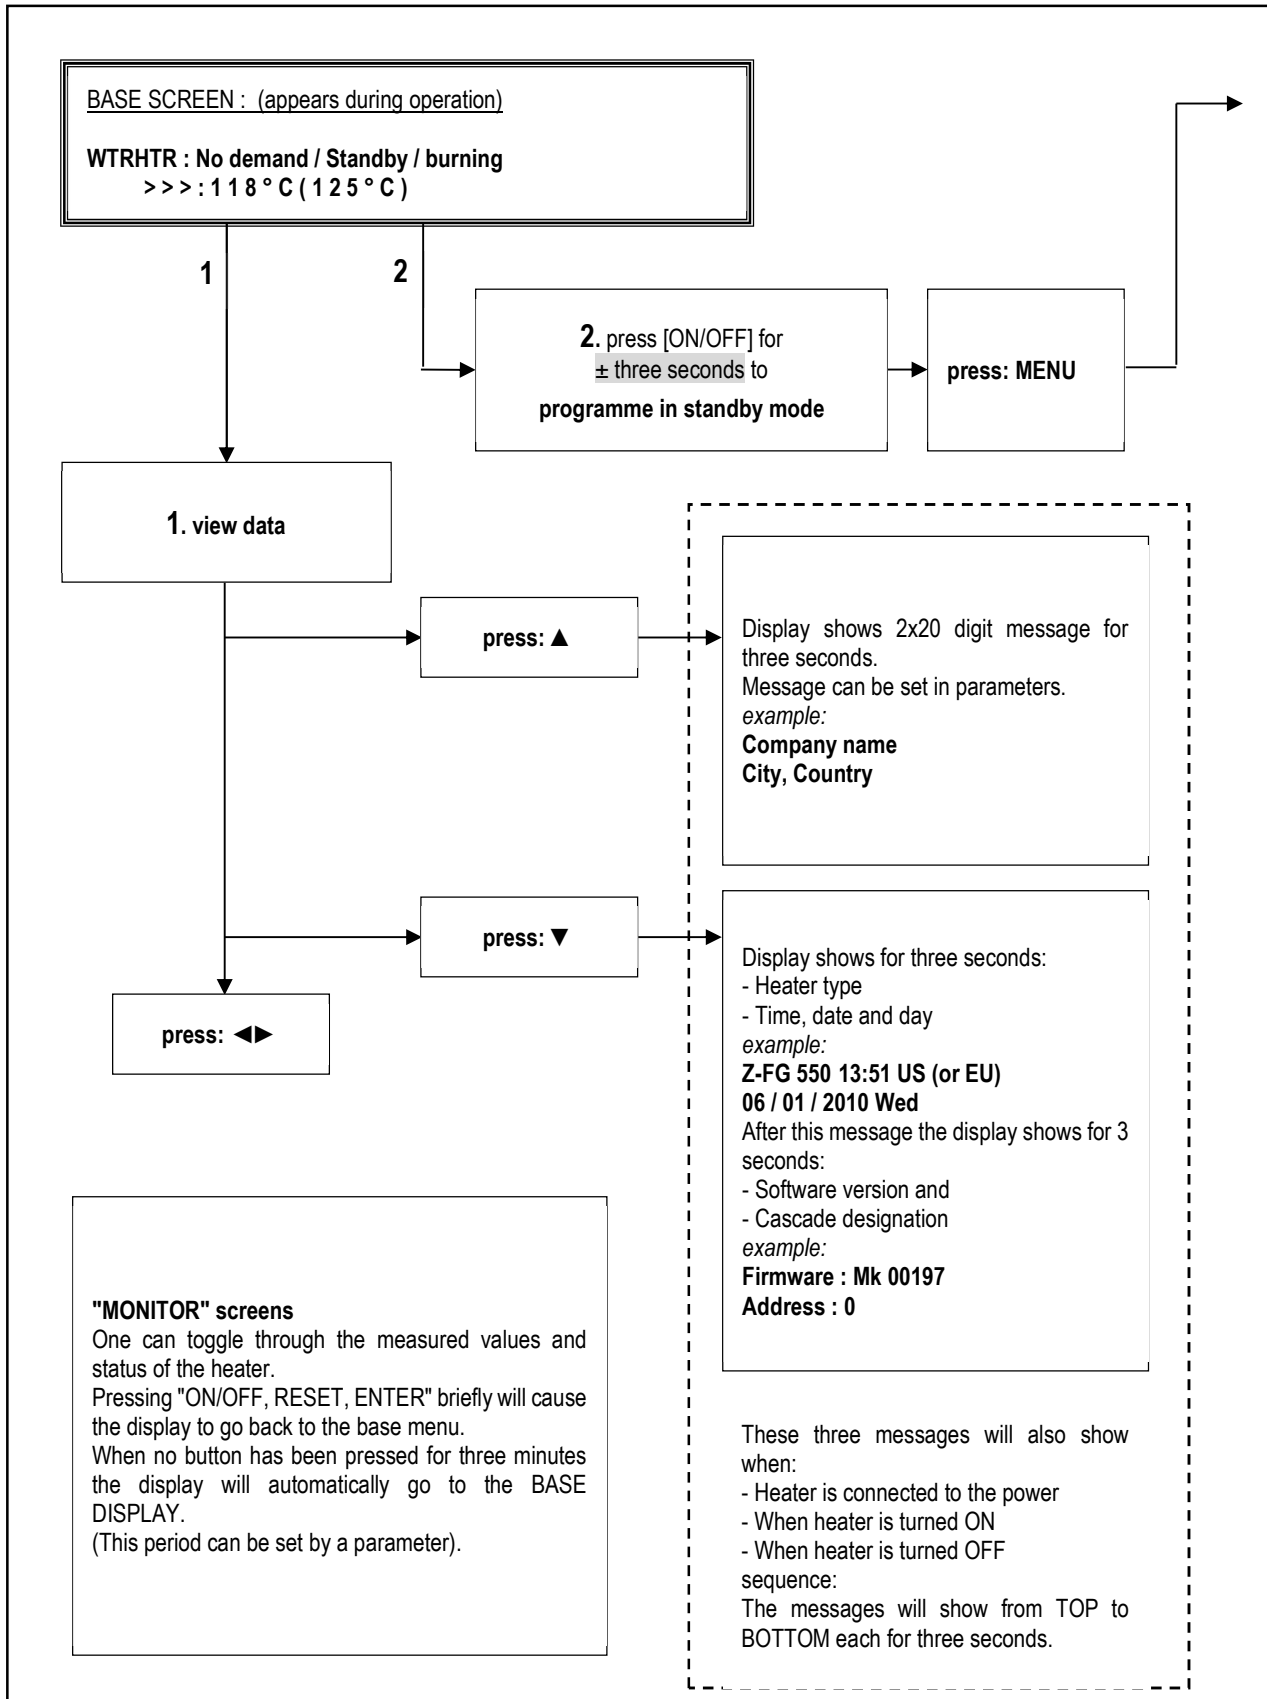 BASE SCREEN : (appears during operation)
WTRHTR : No demand / Standby / burning
> > > : 1 1 8 ° C ( 1 2 5 ° C )
1
2
2. press [ON/OFF] for
± three seconds to
programme in standby mode
press: MENU
1. view data
press: ▲
Display shows 2x20 digit message for
three seconds.
Message can be set in parameters.
example:
Company name
City, Country
press: ▼
Display shows for three seconds:
- Heater type
- Time, date and day
example:
Z-FG 550 13:51 US (or EU)
06 / 01 / 2010 Wed
After this message the display shows for 3
seconds:
- Software version and
- Cascade designation
example:
Firmware : Mk 00197
Address : 0
press: ◄►
"MONITOR" screens
One can toggle through the measured values and
status of the heater.
Pressing "ON/OFF, RESET, ENTER" briefly will cause
the display to go back to the base menu.
When no button has been pressed for three minutes
the display will automatically go to the BASE
DISPLAY.
(This period can be set by a parameter).
These three messages will also show
when:
- Heater is connected to the power
- When heater is turned ON
- When heater is turned OFF
sequence:
The messages will show from TOP to
BOTTOM each for three seconds.